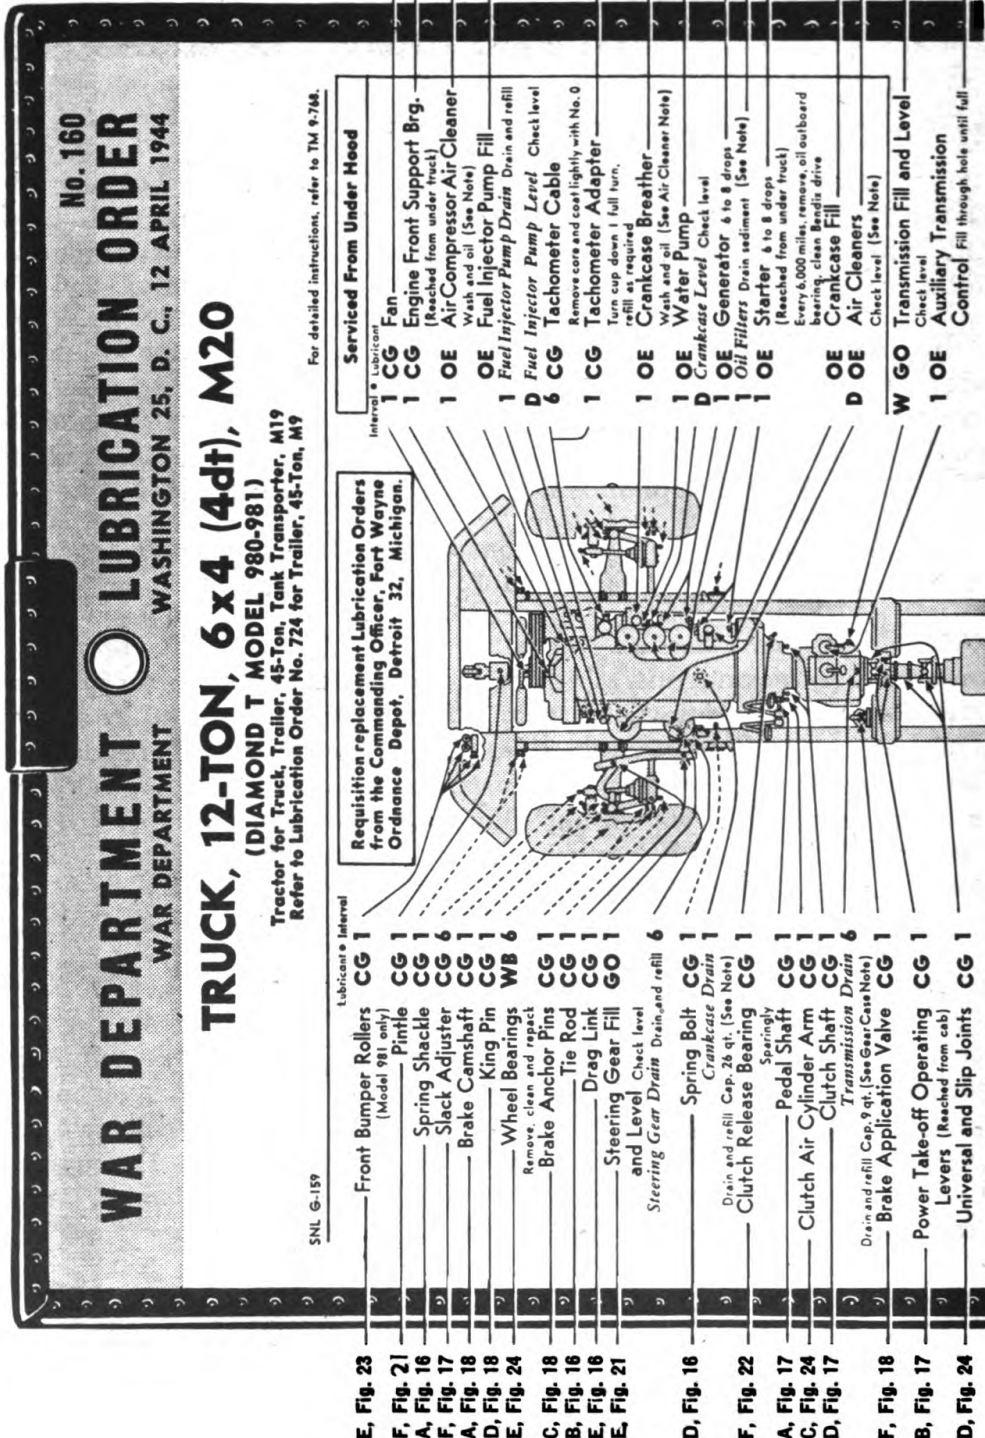 WAR DEPARTMENT LUBRICATION ORDER
No. 160
WAR DEPARTMENT
WASHINGTON 25, D. C., 12 APRIL 1944
TRUCK, 12-TON, 6x4 (4dt), M20
(DIAMOND T MODEL 980-981)
Tractor for Truck, Trailer, 45-Ton, Tank Transporter, M19
Refer to Lubrication Order No. 724 for Trailer, 45-Ton, M9
SNL G-159
For detailed instructions, refer to TM 9-768.
Requisition replacement Lubrication Orders
from the Commanding Officer, Fort Wayne
Ordnance Depot, Detroit 32, Michigan.
Lubricant • Interval
E, Fig. 23 Front Bumper Rollers CG 1
(Model 981 only)
F, Fig. 21 Pintle CG 1
A, Fig. 16 Spring Shackle CG 1
F, Fig. 17 Slack Adjuster CG 6
A, Fig. 18 Brake Camshaft CG 1
D, Fig. 18 King Pin CG 1
E, Fig. 24 Wheel Bearings WB 6
Remove, clean and repack
C, Fig. 18 Brake Anchor Pins CG 1
B, Fig. 16 Tie Rod CG 1
E, Fig. 16 Drag Link CG 1
E, Fig. 21 Steering Gear Fill GO 1
and Level Check level
Steering Gear Drain Drain and refill 6
D, Fig. 16 Spring Bolt CG 1
Crankcase Drain 1
Drain and refill Cap. 26 qt. (See Note)
F, Fig. 22 Clutch Release Bearing CG 1
Sparingly
A, Fig. 17 Pedal Shaft CG 1
C, Fig. 24 Clutch Air Cylinder Arm CG 1
D, Fig. 17 Clutch Shaft CG 1
Transmission Drain 6
Drain and refill Cap. 9 qt. (See Gear Case Note)
F, Fig. 18 Brake Application Valve CG 1
B, Fig. 17 Power Take-off Operating CG 1
Levers (Reached from cab)
D, Fig. 24 Universal and Slip Joints CG 1
Serviced From Under Hood
Interval • Lubricant
1 CG Fan
1 CG Engine Front Support Brg.
(Reached from under truck)
1 OE Air Compressor Air Cleaner
Wash and oil (See Note)
OE Fuel Injector Pump Fill
1 Fuel Injector Pump Drain Drain and refill
D Fuel Injector Pump Level Check level
6 CG Tachometer Cable
Remove core and coat lightly with No. 0
1 CG Tachometer Adapter
Turn cup down 1 full turn,
refill as required
1 OE Crankcase Breather
Wash and oil (See Air Cleaner Note)
1 OE Water Pump
D Crankcase Level Check level
1 OE Generator 6 to 8 drops
1 Oil Filters Drain sediment (See Note)
1 OE Starter 6 to 8 drops
(Reached from under truck)
Every 6,000 miles, remove, oil outboard
bearing, clean Bendix drive
OE Crankcase Fill
D OE Air Cleaners
Check level (See Note)
W GO Transmission Fill and Level
Check level
1 OE Auxiliary Transmission
Control Fill through hole until full